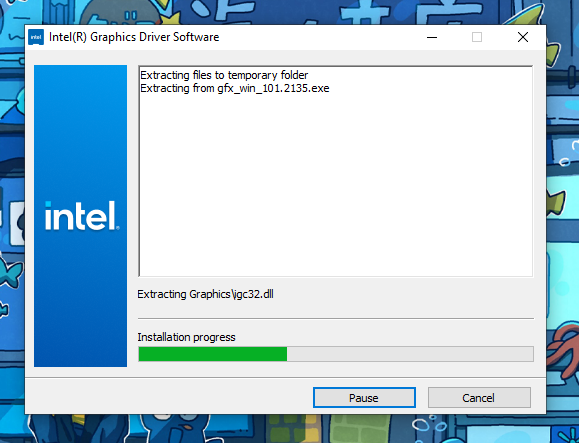 intel
Intel(R) Graphics Driver Software
Extracting files to temporary folder
Extracting from gfx_win_101.2135.exe
intel.
Extracting Graphics\igc32.dll
Installation progress
Pause
Cancel